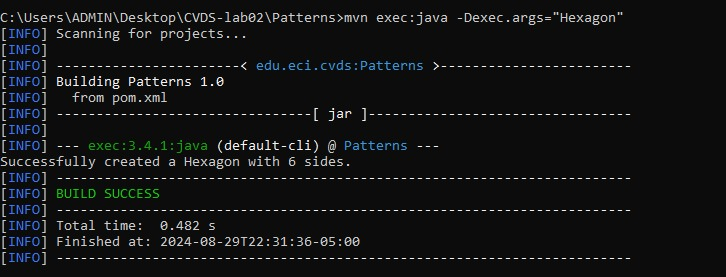 C:\Users\ADMIN\Desktop\CVDS-lab02\Patterns>mvn exec:java -Dexec.args="Hexagon"
[INFO] Scanning for projects...
[INFO]
[INFO] -----------------------< edu.eci.cvds:Patterns >------------------------
[INFO] Building Patterns 1.0
[INFO]   from pom.xml
[INFO] --------------------------------[ jar ]---------------------------------
[INFO]
[INFO] --- exec:3.4.1:java (default-cli) @ Patterns ---
Successfully created a Hexagon with 6 sides.
[INFO] ------------------------------------------------------------------------
[INFO] BUILD SUCCESS
[INFO] ------------------------------------------------------------------------
[INFO] Total time:  0.482 s
[INFO] Finished at: 2024-08-29T22:31:36-05:00
[INFO] ------------------------------------------------------------------------